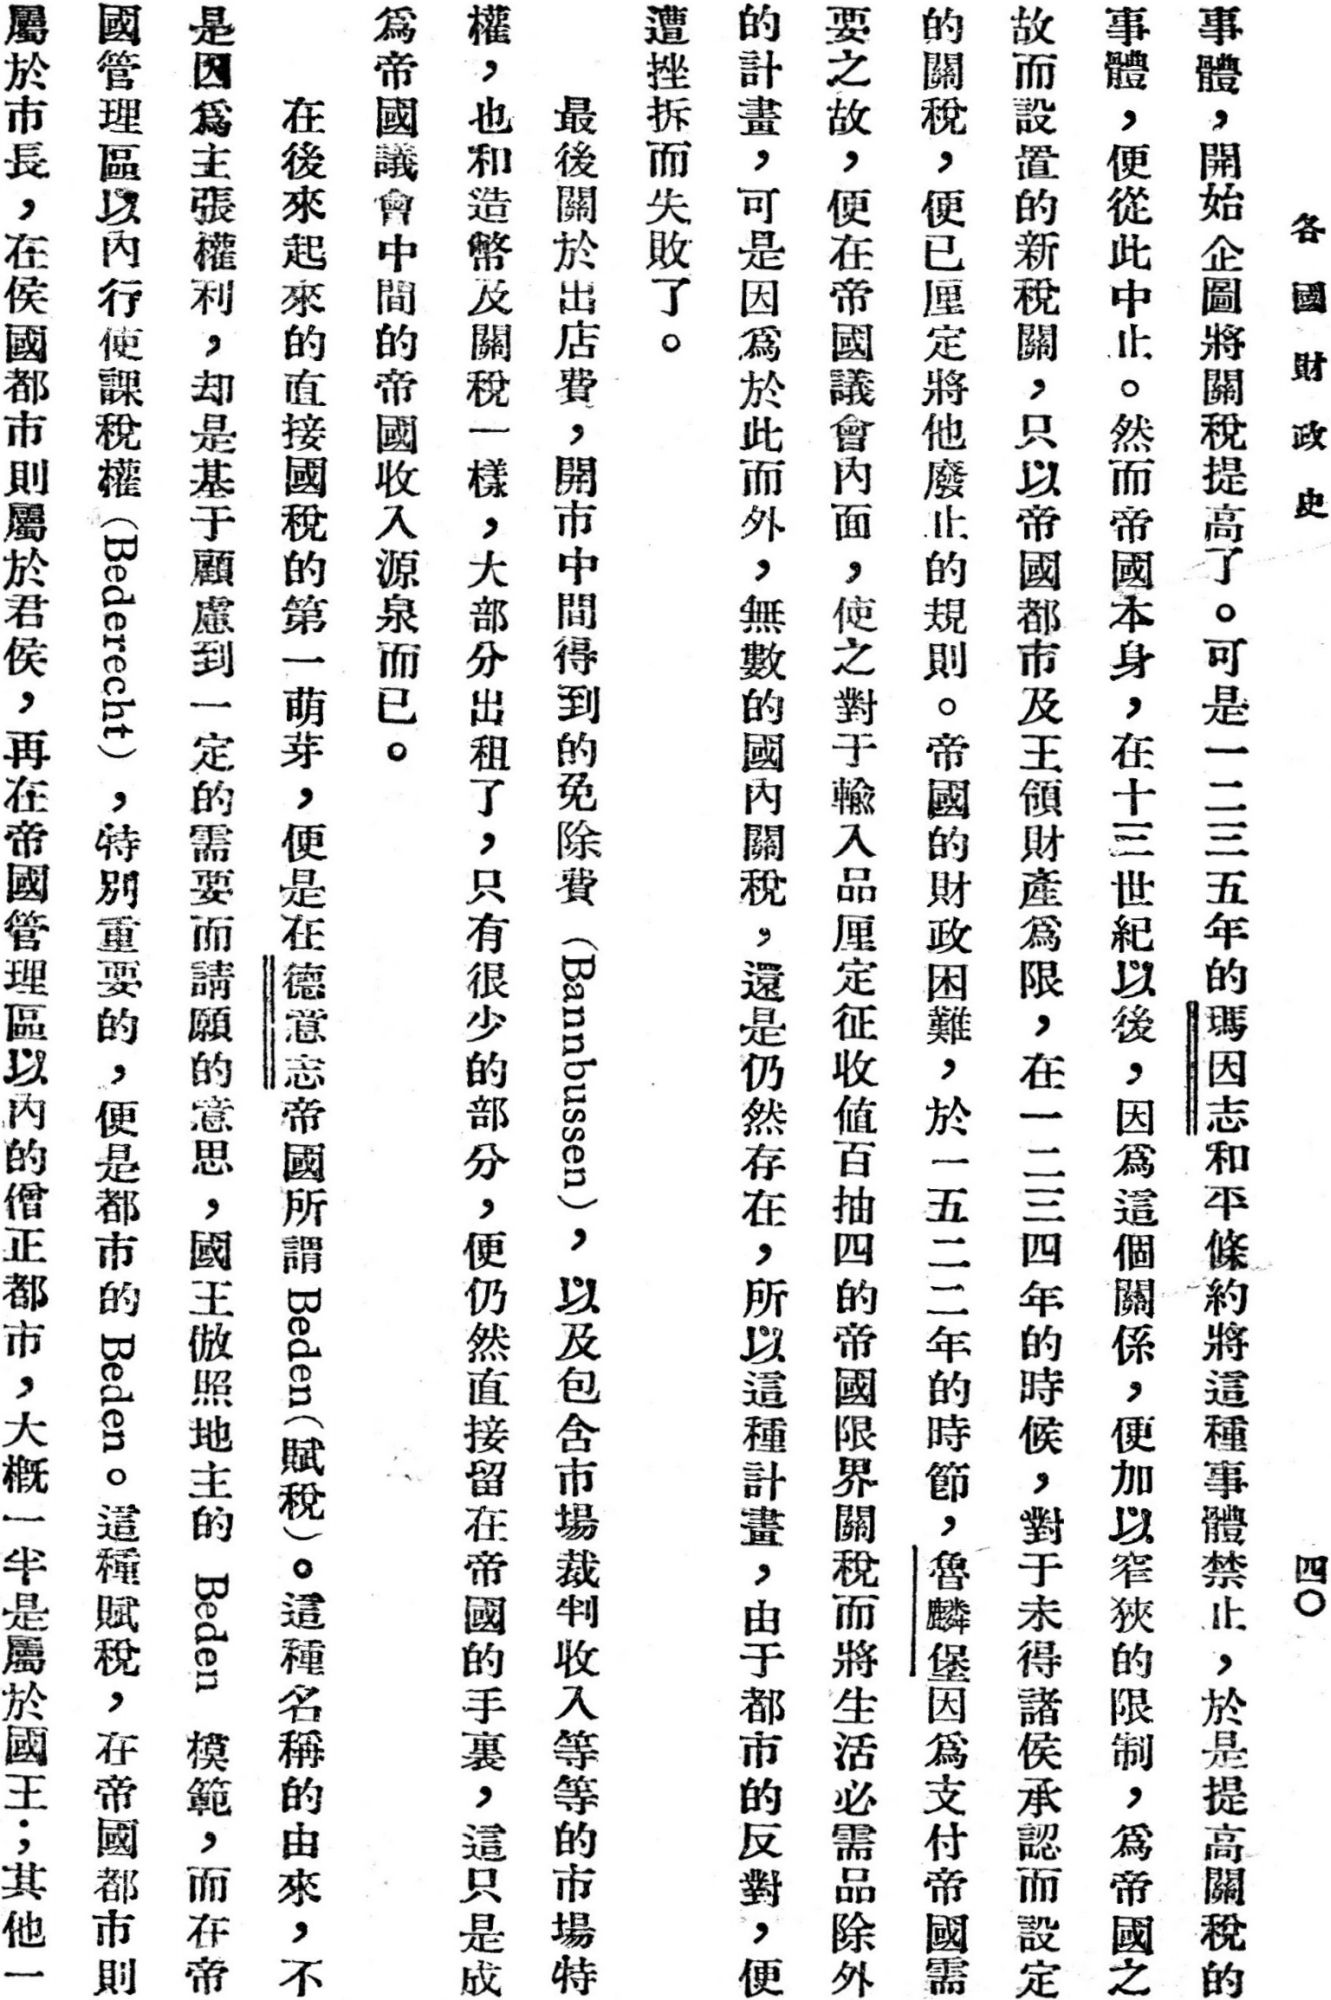 各國財政史
四〇
事體，開始企圖將關稅提高了。可是一二三五年的瑪因志和平條約將這種事體禁止，於是提高關稅的
事體，便從此中止。然而帝國本身，在十三世紀以後，因爲這個關係，便加以窄狹的限制，爲帝國之
故而設置的新稅關，只以帝國都市及王領財產爲限，在一二三四年的時候，對于未得諸侯承認而設定
的關稅，便已厘定將他廢止的規則。帝國的財政困難，於一五二二年的時節，魯麟堡因爲支付帝國需
要之故，便在帝國議會內面，使之對于輸入品厘定征收値百抽四的帝國限界關稅而將生活必需品除外
的計畫，可是因爲於此而外，無數的國內關稅，還是仍然存在，所以這種計畫，由于都市的反對，便
遭挫拆而失敗了。
最後關於出店費，開市中間得到的免除費（Bannbussen），以及包含市場裁判收入等等的市場特
權，也和造幣及關稅一樣，大部分出租了，只有很少的部分，便仍然直接留在帝國的手裏，這只是成
爲帝國議會中間的帝國收入源泉而已。
在後來起來的直接國稅的第一萌芽，便是在德意志帝國所謂Beden（賦稅）。這種名稱的由來，不
是因爲主張權利，却是基于顧慮到一定的需要而請願的意思，國王倣照地主的 Beden 模範，而在帝
國管理區以內行使課稅權（Bederecht），特別重要的，便是都市的Beden。這種賦稅，在帝國都市則
屬於市長，在侯國都市則屬於君侯，再在帝國管理區以內的僧正都市，大槪一半是屬於國王；其他一